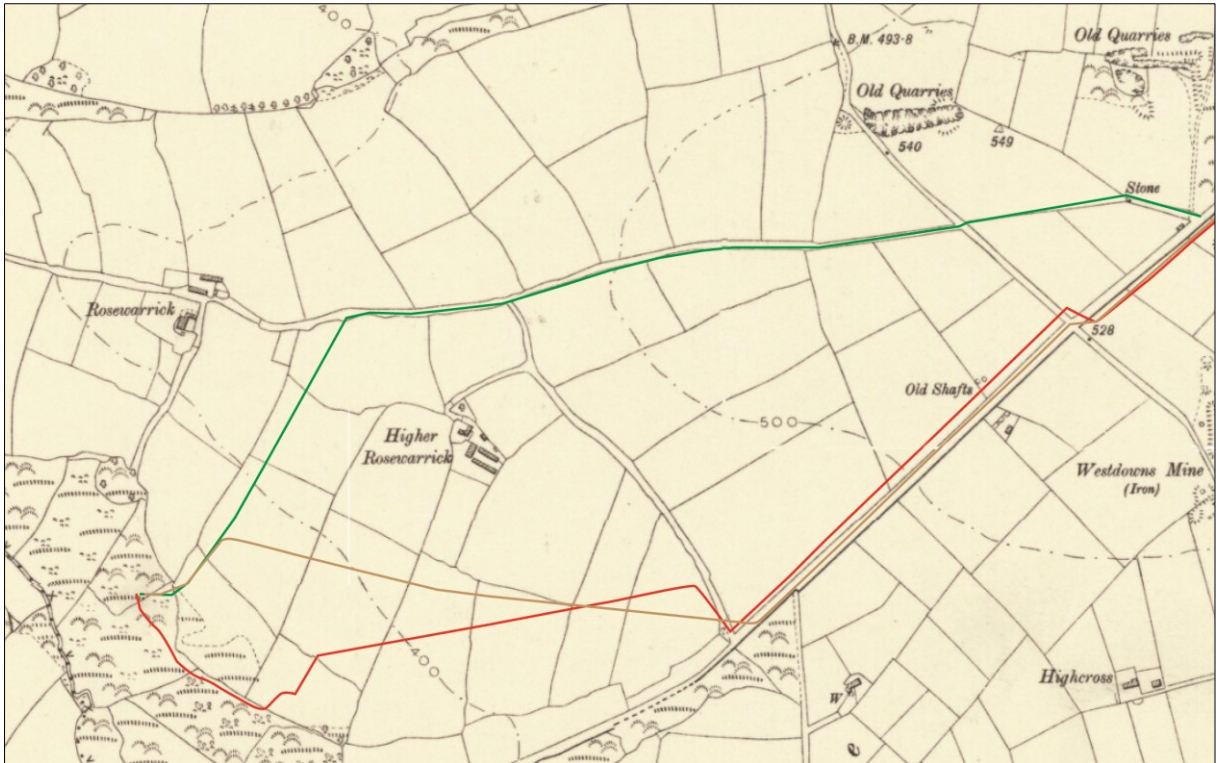 400
B.M. 493·8
Old Quarries
Old Quarries
540
549
Stone
Rosewarrick
528
Old Shafts
500
Higher
Rosewarrick
Westdowns Mine
(Iron)
400
Highcross
W